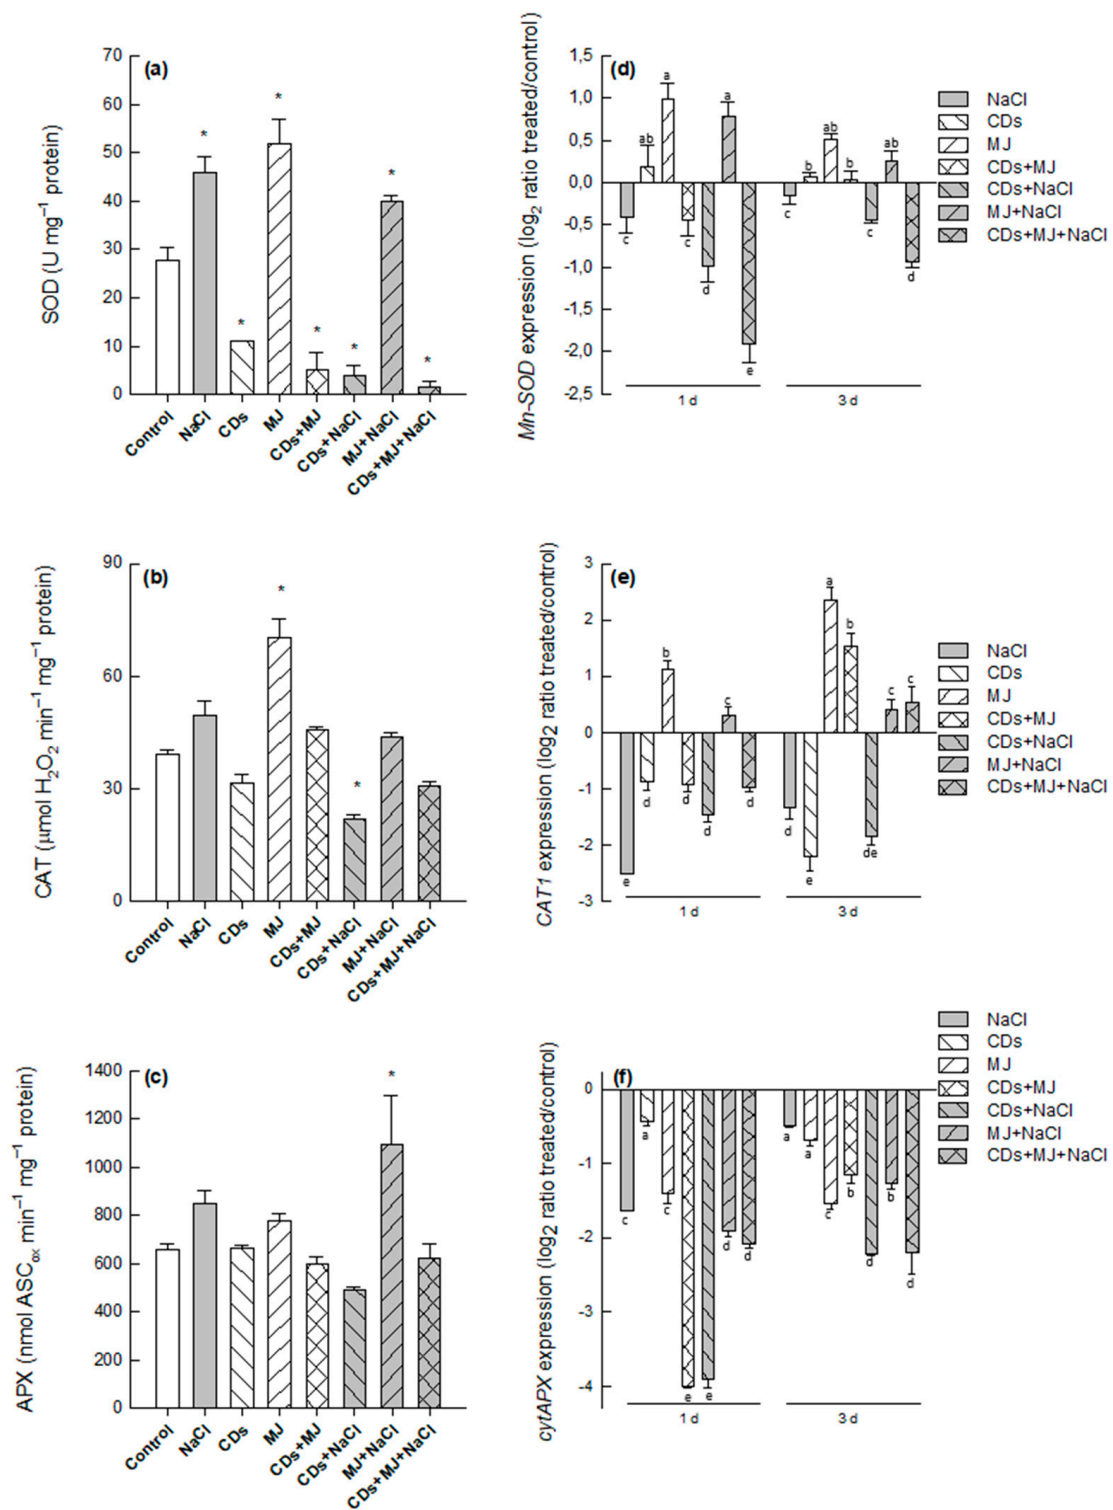 (a)
SOD (U mg⁻¹ protein)
70
60
50
40
30
20
10
0
*
*
*
*
*
*
*
Control
NaCl
CDs
MJ
CDs+MJ
CDs+NaCl
MJ+NaCl
CDs+MJ+NaCl
(d)
Mn-SOD expression (log₂ ratio treated/control)
1,5
1,0
0,5
0,0
-0,5
-1,0
-1,5
-2,0
-2,5
c
ab
a
c
d
a
e
c
b
ab
b
c
ab
d
1 d
3 d
NaCl
CDs
MJ
CDs+MJ
CDs+NaCl
MJ+NaCl
CDs+MJ+NaCl
(b)
CAT (µmol H₂O₂ min⁻¹ mg⁻¹ protein)
90
60
30
0
*
*
Control
NaCl
CDs
MJ
CDs+MJ
CDs+NaCl
MJ+NaCl
CDs+MJ+NaCl
(e)
CAT1 expression (log₂ ratio treated/control)
3
2
1
0
-1
-2
-3
e
d
b
d
d
c
d
d
e
a
b
de
c
c
1 d
3 d
NaCl
CDs
MJ
CDs+MJ
CDs+NaCl
MJ+NaCl
CDs+MJ+NaCl
(c)
APX (nmol ASCₒₓ min⁻¹ mg⁻¹ protein)
1400
1200
1000
800
600
400
200
0
*
Control
NaCl
CDs
MJ
CDs+MJ
CDs+NaCl
MJ+NaCl
CDs+MJ+NaCl
(f)
cytAPX expression (log₂ ratio treated/control)
0
-1
-2
-3
-4
c
a
c
e
e
d
d
a
a
c
b
d
b
d
1 d
3 d
NaCl
CDs
MJ
CDs+MJ
CDs+NaCl
MJ+NaCl
CDs+MJ+NaCl